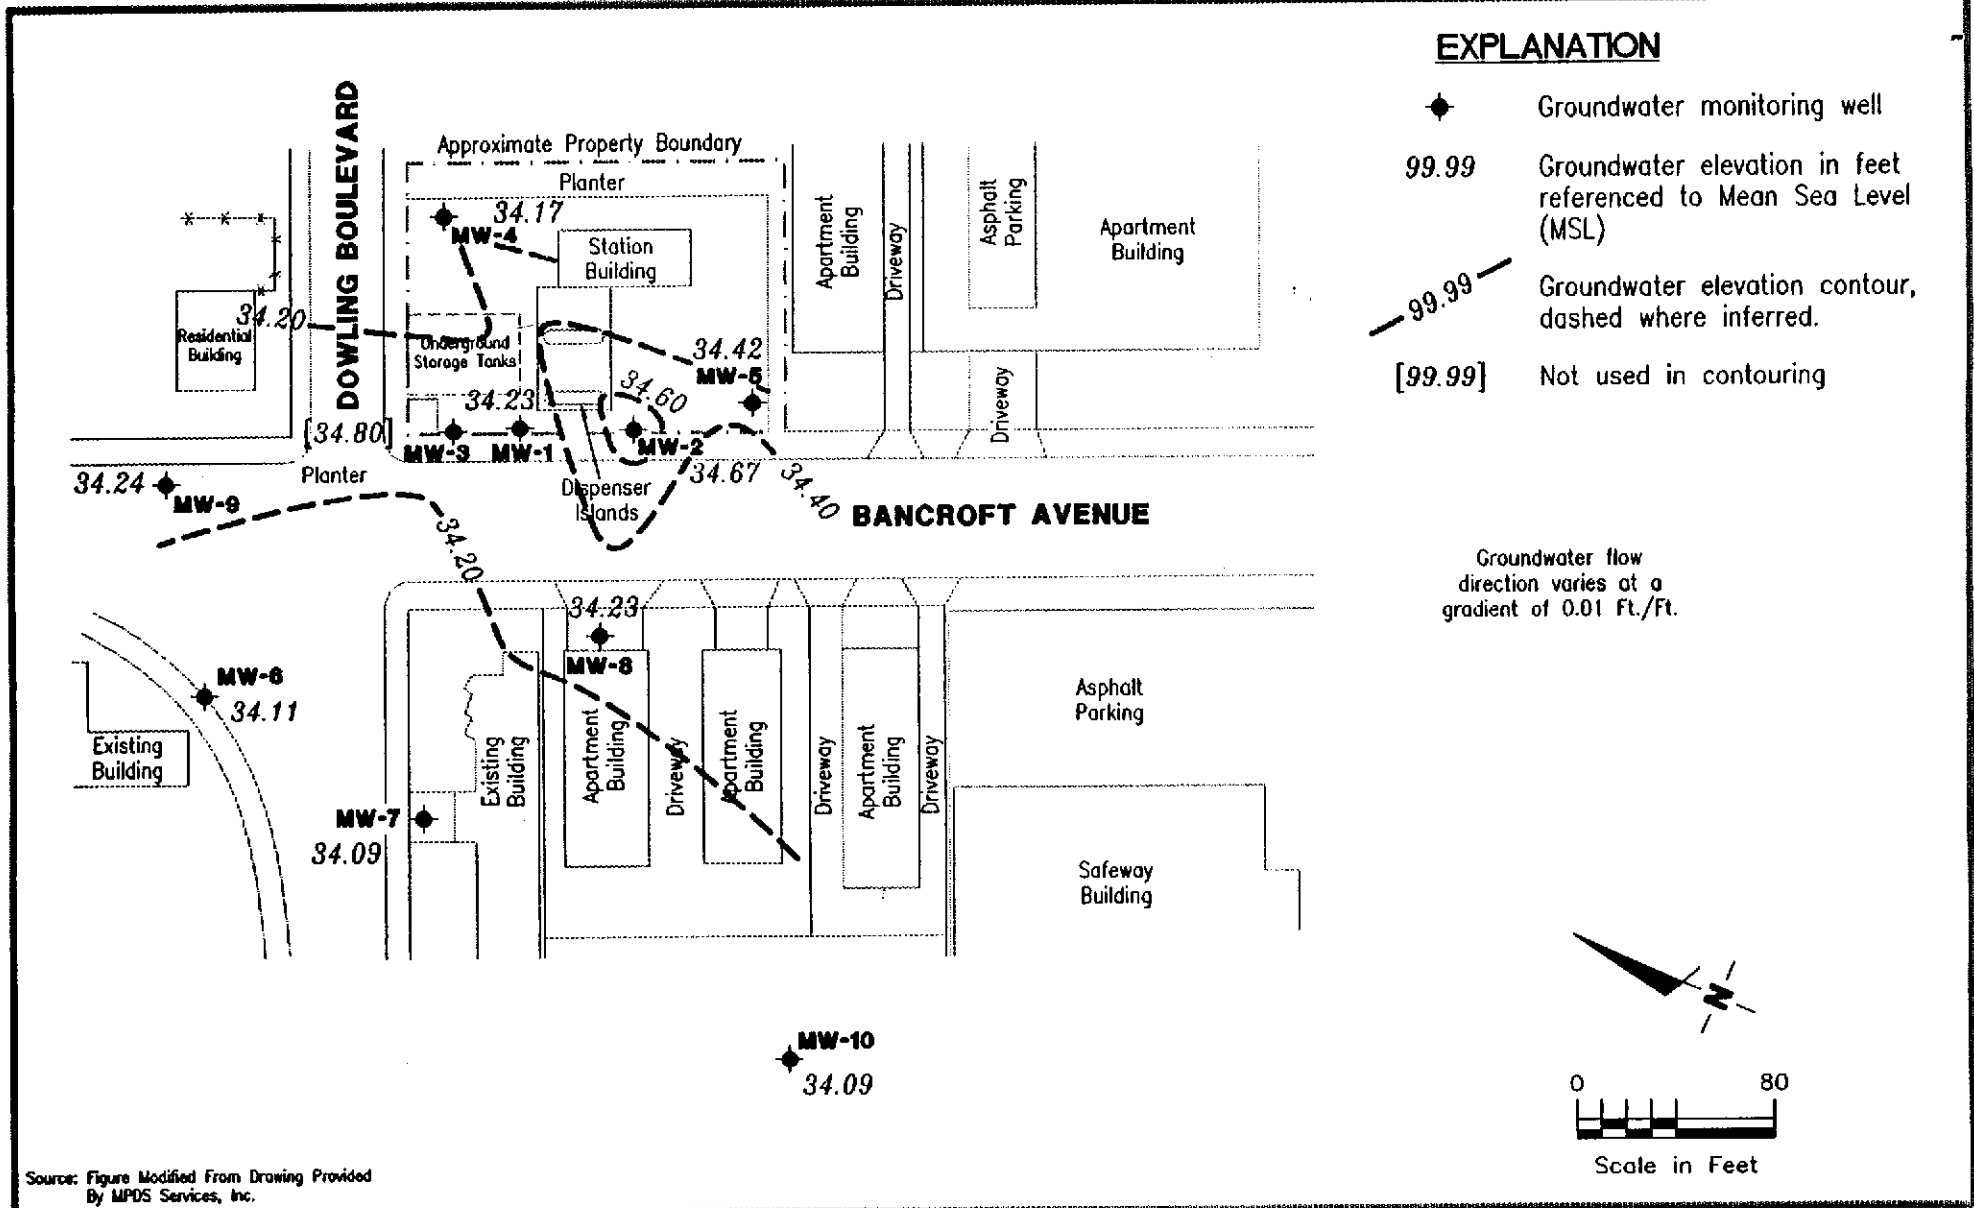 EXPLANATION
Groundwater monitoring well
99.99
Groundwater elevation in feet
referenced to Mean Sea Level
(MSL)
99.99
Groundwater elevation contour,
dashed where inferred.
[99.99]
Not used in contouring
DOWLING BOULEVARD
Approximate Property Boundary
Planter
34.17
MW-4
Station
Building
Apartment
Building
Driveway
Asphalt
Parking
Apartment
Building
34.20
Residential
Building
Underground
Storage Tanks
34.42
MW-5
34.60
34.23
Driveway
[34.80]
MW-3
MW-1
MW-2
34.67
34.40
Planter
34.24
MW-9
Dispenser
Islands
BANCROFT AVENUE
34.20
Groundwater flow
direction varies at a
gradient of 0.01 Ft./Ft.
34.23
MW-8
MW-6
34.11
Existing
Building
Existing
Building
Apartment
Building
Driveway
Apartment
Building
Driveway
Apartment
Building
Driveway
Asphalt
Parking
MW-7
34.09
Safeway
Building
MW-10
34.09
N
0 80
Scale in Feet
Source: Figure Modified From Drawing Provided
By MPDS Services, Inc.